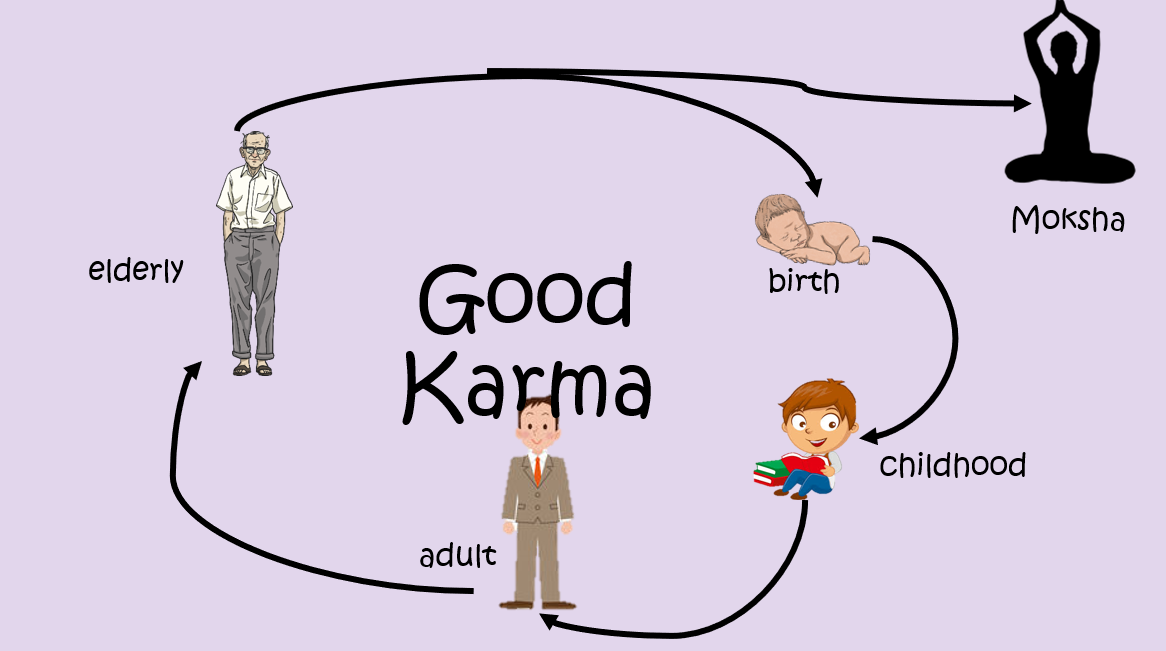 Moksha
elderly
birth
Good
Karma
childhood
adult